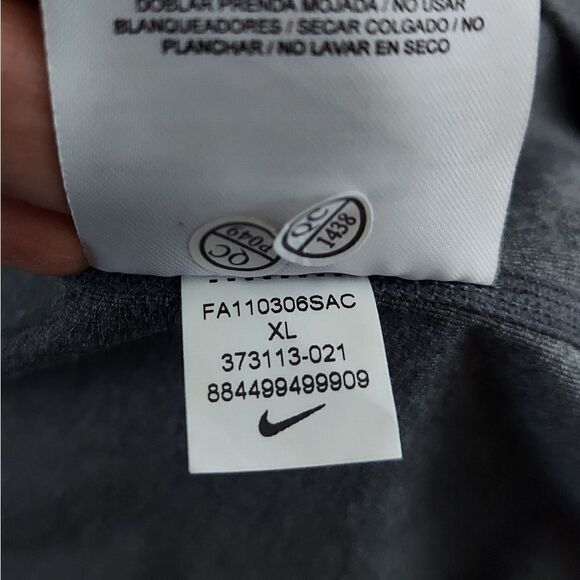 DOBLAR PRENDA MOJADA / NO USAR
BLANQUEADORES / SECAR COLGADO / NO
PLANCHAR / NO LAVAR EN SECO
QC
P049
QC
1438
FA110306SAC
XL
373113-021
884499499909